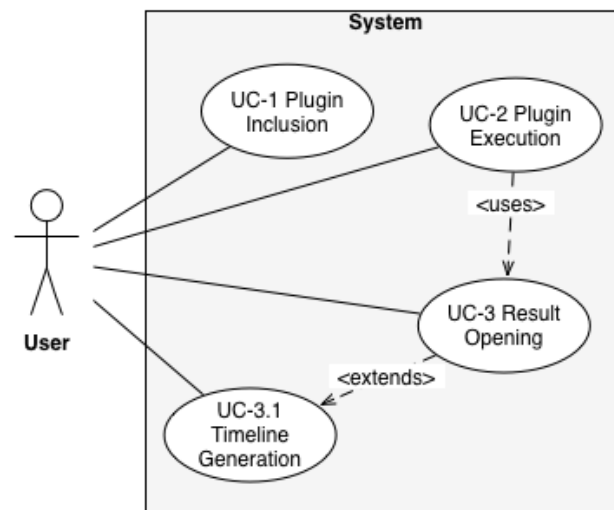 System
UC-1 Plugin
Inclusion
UC-2 Plugin
Execution
<uses>
User
UC-3 Result
Opening
<extends>
UC-3.1
Timeline
Generation